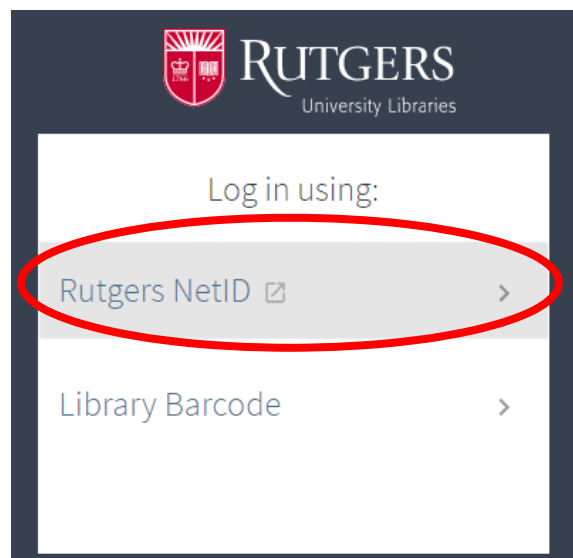 RUTGERS
University Libraries
Log in using:
Rutgers NetID
Library Barcode